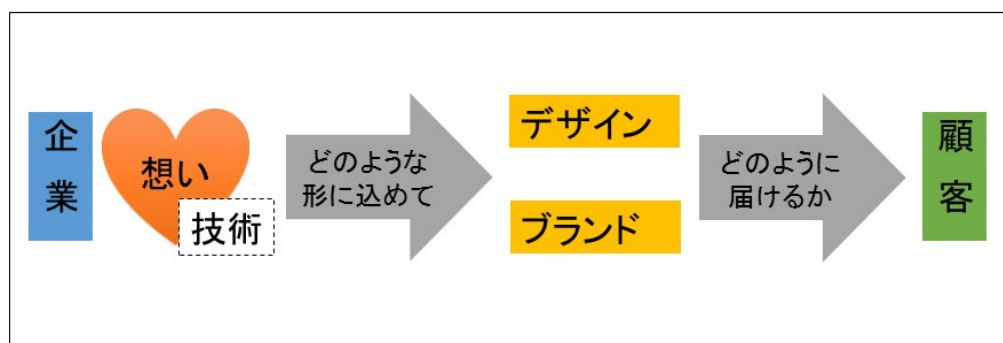 企業
想い
技術
どのような
形に込めて
デザイン
ブランド
どのように
届けるか
顧客